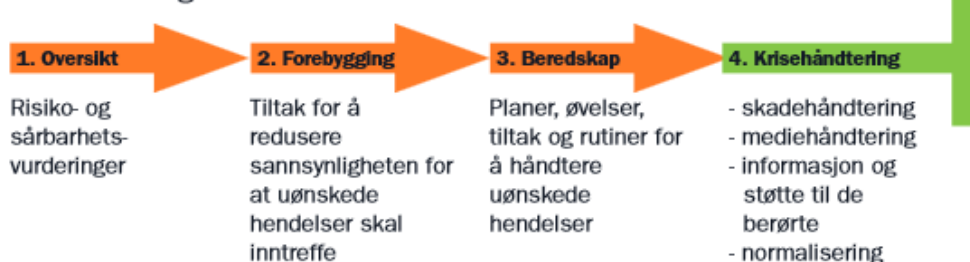 1. Oversikt
Risiko- og
sårbarhets-
vurderinger
2. Forebygging
Tiltak for å
redusere
sannsynligheten for
at uønskede
hendelser skal
inntreffe
3. Beredskap
Planer, øvelser,
tiltak og rutiner for
å håndtere
uønskede
hendelser
4. Krisehåndtering
- skadehåndtering
- mediehåndtering
- informasjon og
støtte til de
berørte
- normalisering